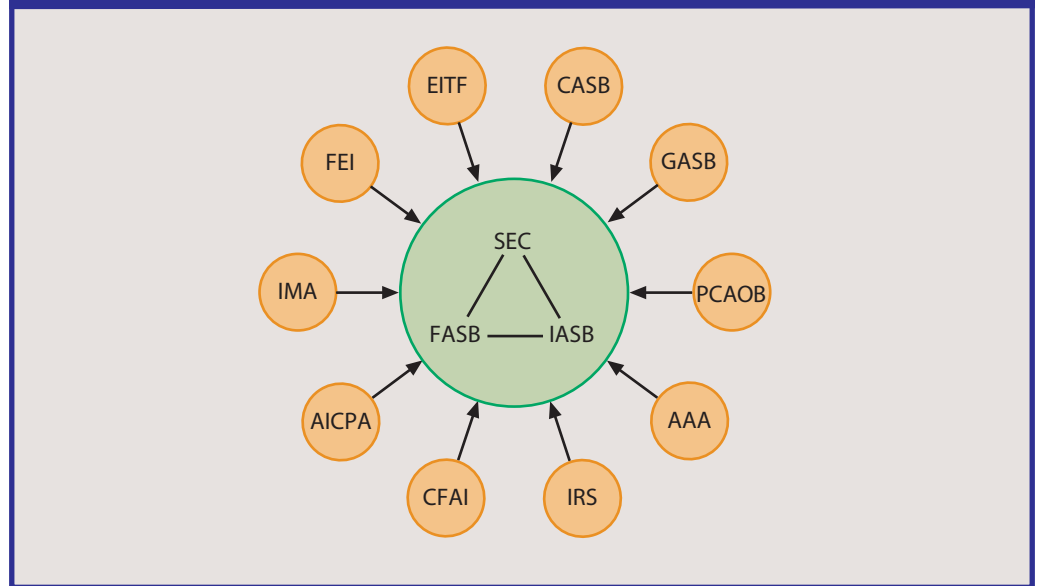 EITF
CASB
FEI
GASB
SEC
IMA
PCAOB
FASB
IASB
AICPA
AAA
CFAI
IRS